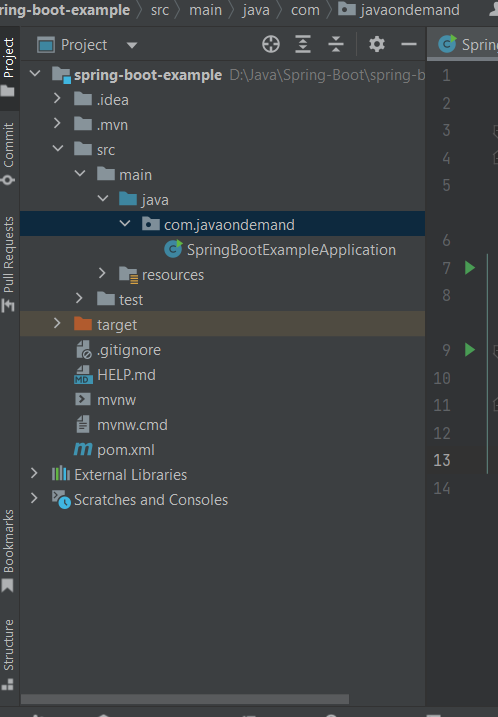 ring-boot-example src main java com javaondemand
Project
Commit
Pull Requests
Bookmarks
Structure
Project
spring-boot-example D:\Java\Spring-Boot\spring-b
.idea
.mvn
src
main
java
com.javaondemand
SpringBootExampleApplication
resources
test
target
.gitignore
HELP.md
mvnw
mvnw.cmd
pom.xml
External Libraries
Scratches and Consoles
Spring
1
2
3
4
5
6
7
8
9
10
11
12
13
14